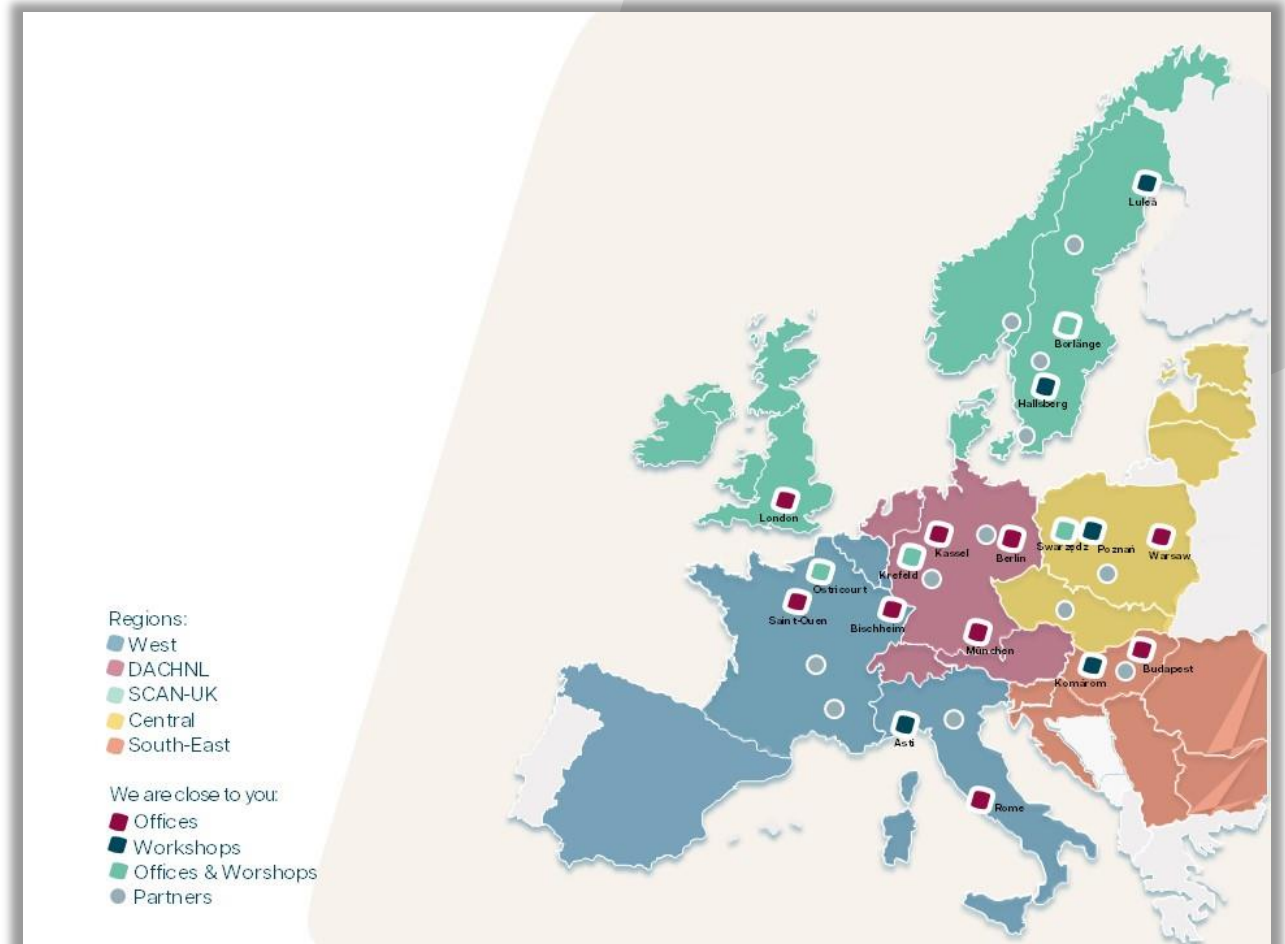 Luleå
Borlänge
Hallsberg
London
Kassel
Berlin
Swarzędz
Poznań
Warsaw
Krefeld
Ostricourt
Saint-Ouen
Bischheim
München
Budapest
Komárom
Asti
Rome
Regions:
West
DACHNL
SCAN-UK
Central
South-East
We are close to you:
Offices
Workshops
Offices & Worshops
Partners